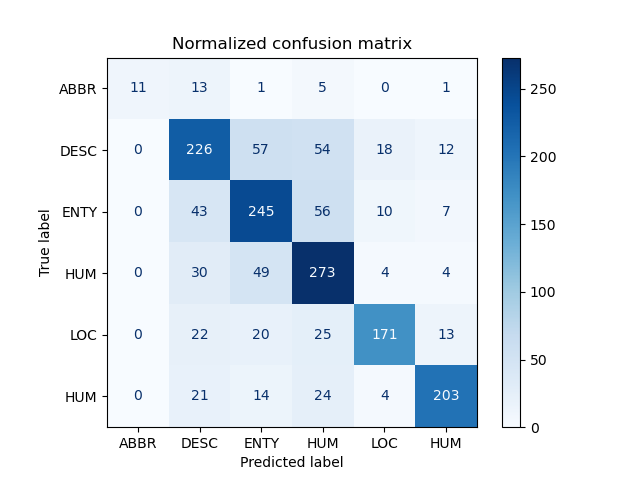 Normalized confusion matrix
ABBR 11 13 1 5 0 1
DESC 0 226 57 54 18 12
ENTY 0 43 245 56 10 7
HUM 0 30 49 273 4 4
LOC 0 22 20 25 171 13
HUM 0 21 14 24 4 203
ABBR DESC ENTY HUM LOC HUM
Predicted label
True label
250
200
150
100
50
0